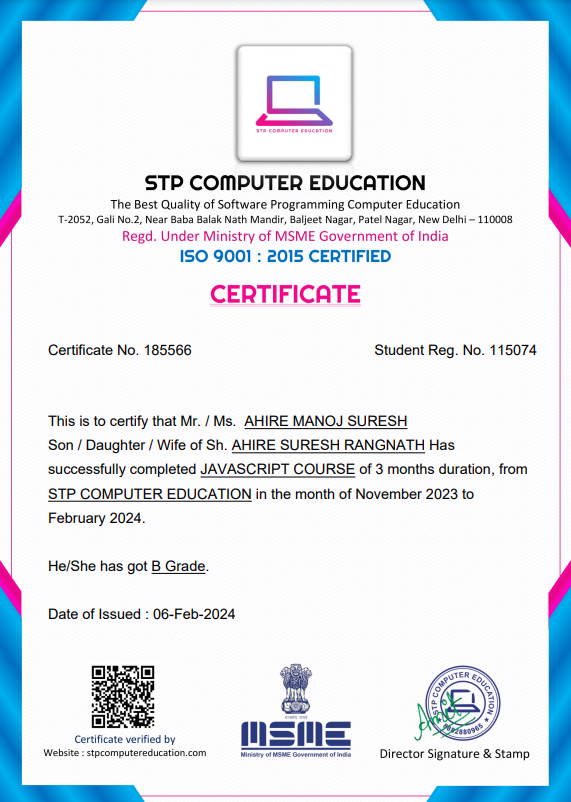 STP COMPUTER EDUCATION
STP COMPUTER EDUCATION
The Best Quality of Software Programming Computer Education
T-2052, Gali No.2, Near Baba Balak Nath Mandir, Baljeet Nagar, Patel Nagar, New Delhi – 110008
Regd. Under Ministry of MSME Government of India
ISO 9001 : 2015 CERTIFIED
CERTIFICATE
Certificate No. 185566
Student Reg. No. 115074
This is to certify that Mr. / Ms. AHIRE MANOJ SURESH
Son / Daughter / Wife of Sh. AHIRE SURESH RANGNATH Has
successfully completed JAVASCRIPT COURSE of 3 months duration, from
STP COMPUTER EDUCATION in the month of November 2023 to
February 2024.
He/She has got B Grade.
Date of Issued : 06-Feb-2024
Certificate verified by
Website : stpcomputereducation.com
MSME
Ministry of MSME Government of India
STP COMPUTER EDUCATION
Director Signature & Stamp